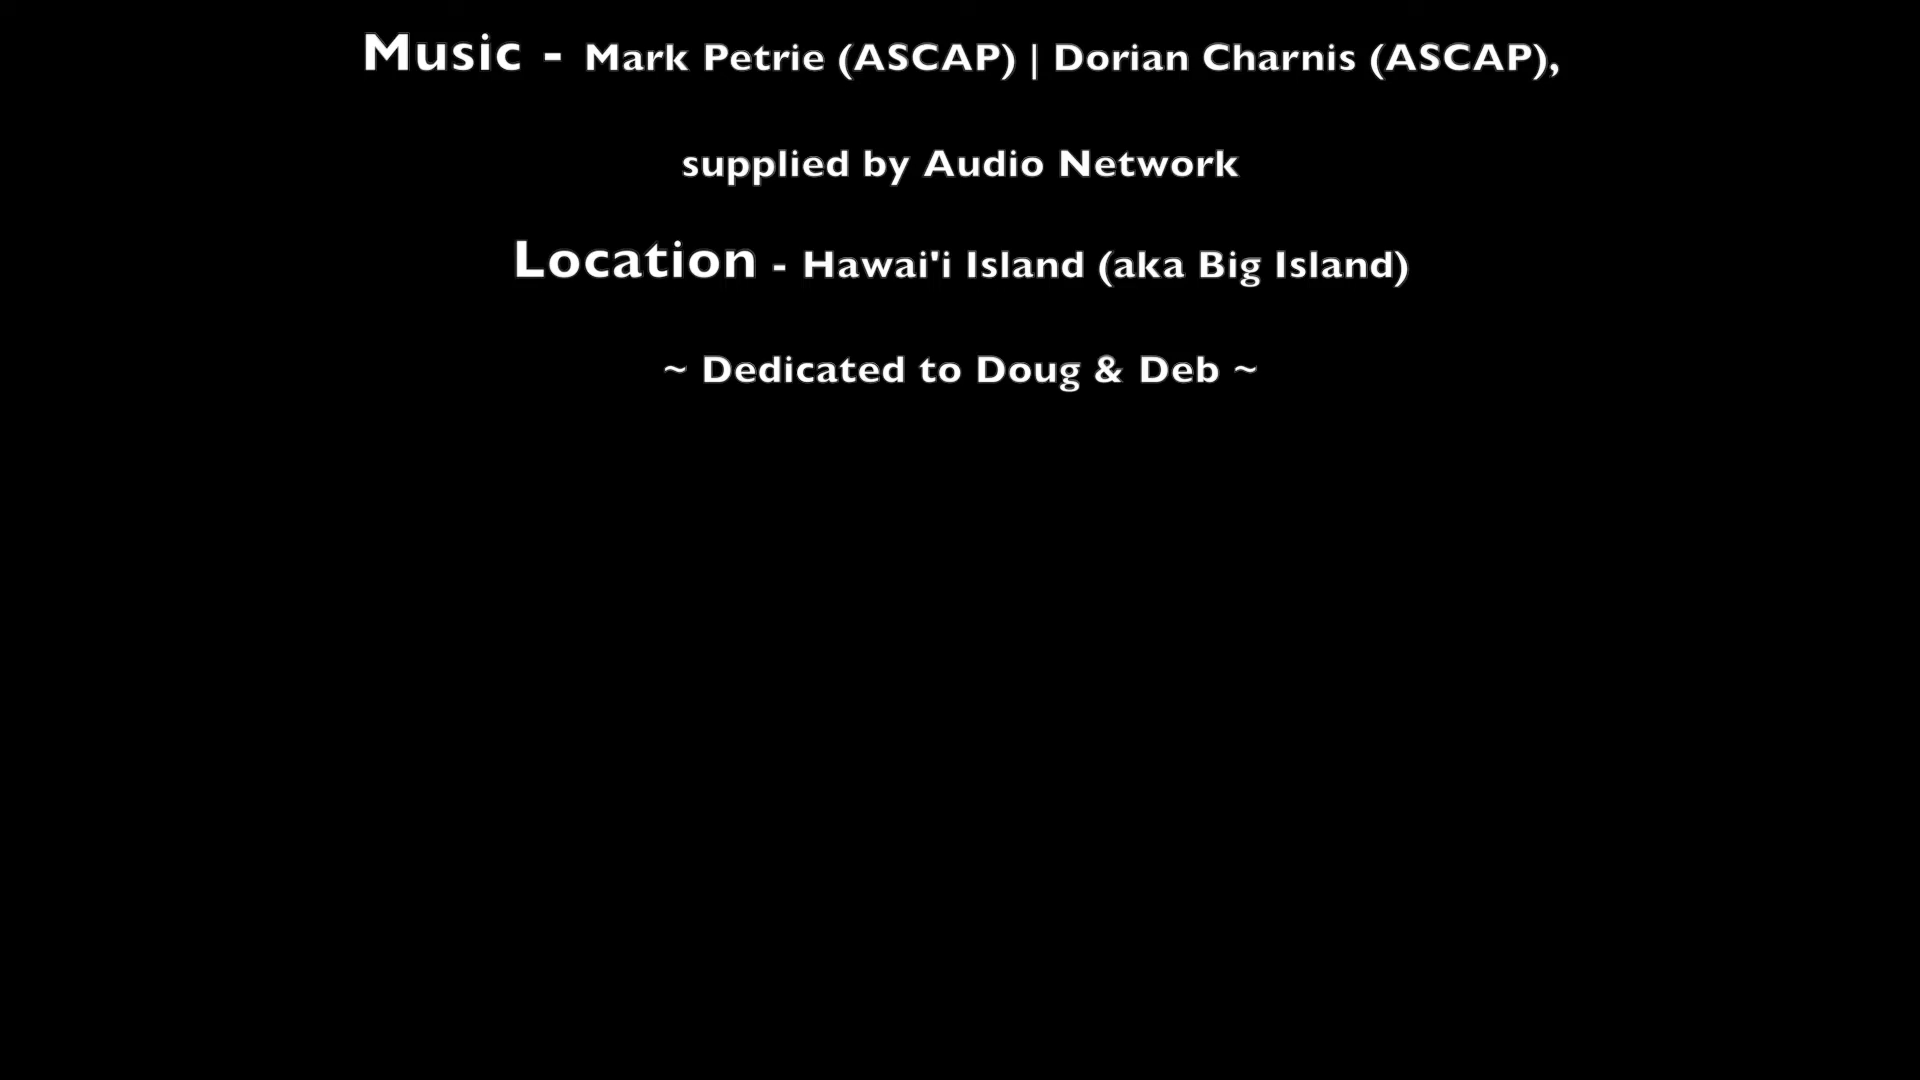 Music - Mark Petrie (ASCAP) | Dorian Charnis (ASCAP),
supplied by Audio Network
Location - Hawai'i Island (aka Big Island)
~ Dedicated to Doug & Deb ~